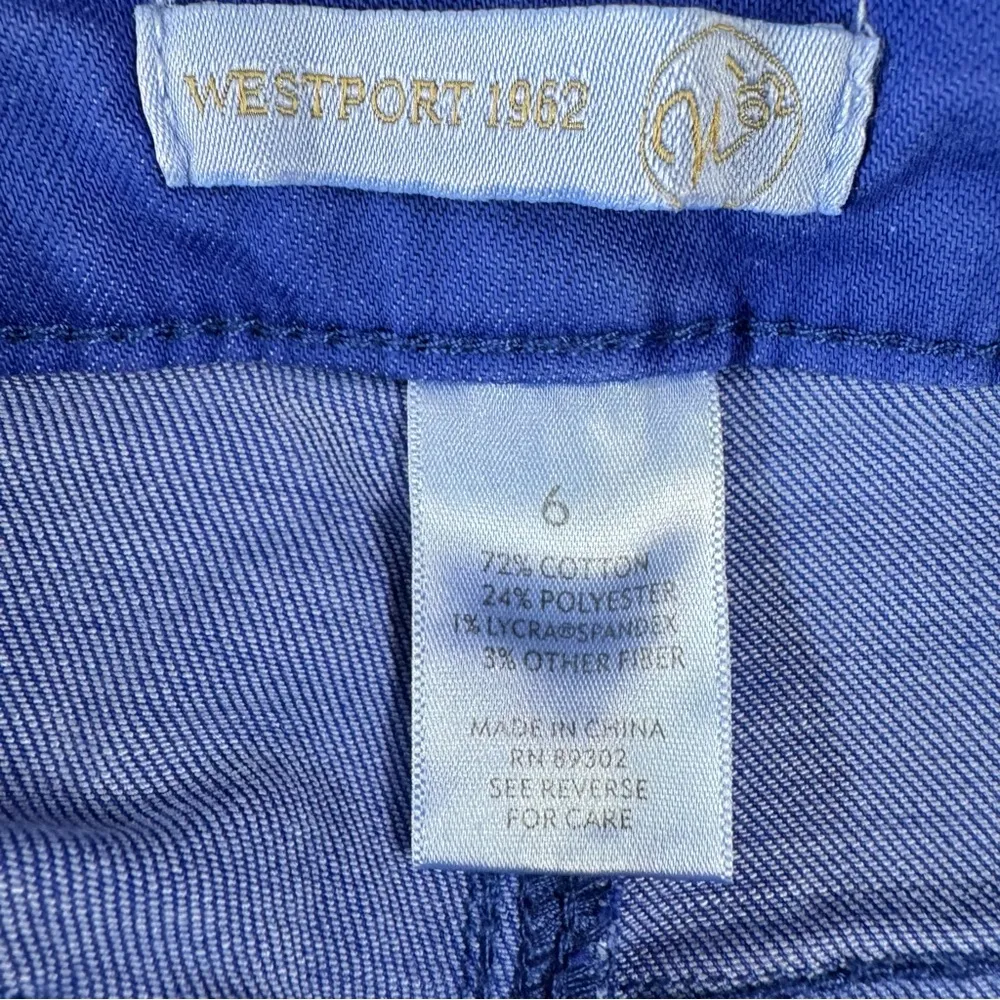 WESTPORT 1962
6
72% COTTON
24% POLYESTER
1% LYCRA®SPANDEX
3% OTHER FIBER
MADE IN CHINA
RN 89302
SEE REVERSE
FOR CARE